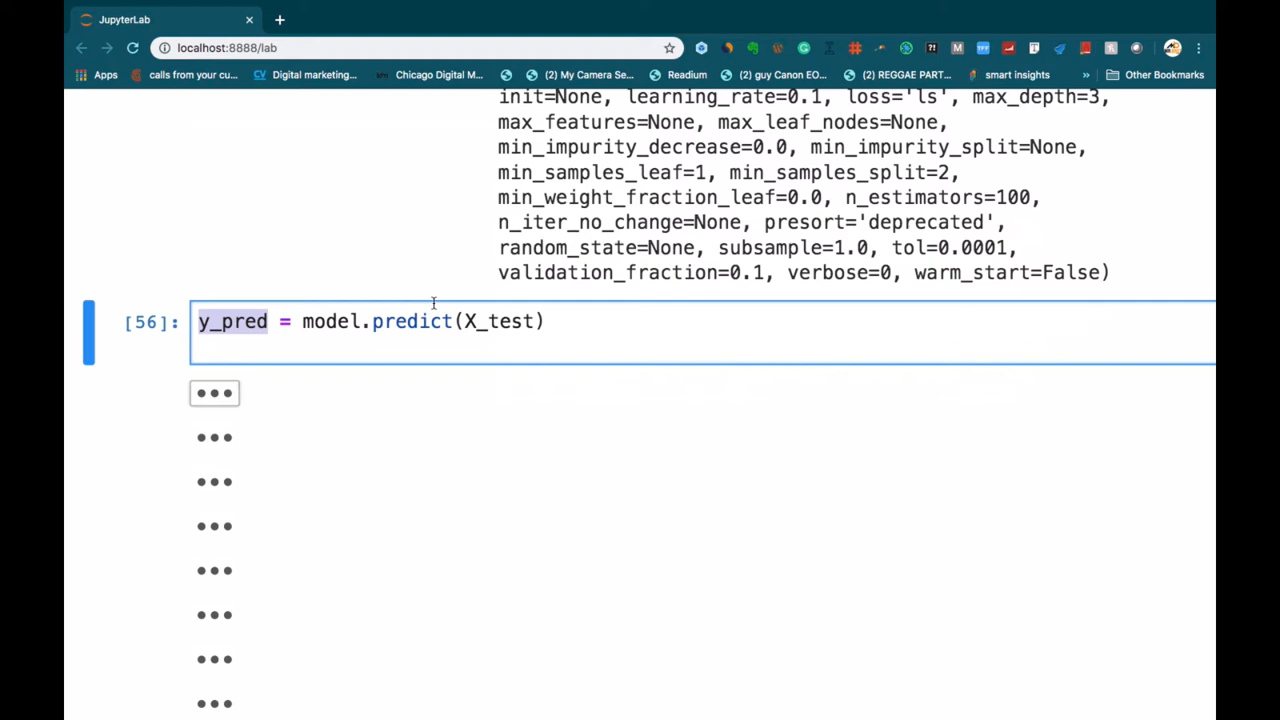 JupyterLab
localhost:8888/lab
Apps calls from your cu... CV Digital marketing,... Chicago Digital M... (2) My Camera Se... Readium (2) guy Canon EO... (2) REGGAE PART... smart insights » Other Bookmarks
init=None, learning_rate=0.1, loss='ls', max_depth=3,
max_features=None, max_leaf_nodes=None,
min_impurity_decrease=0.0, min_impurity_split=None,
min_samples_leaf=1, min_samples_split=2,
min_weight_fraction_leaf=0.0, n_estimators=100,
n_iter_no_change=None, presort='deprecated',
random_state=None, subsample=1.0, tol=0.0001,
validation_fraction=0.1, verbose=0, warm_start=False)
[56]: y_pred = model.predict(X_test)